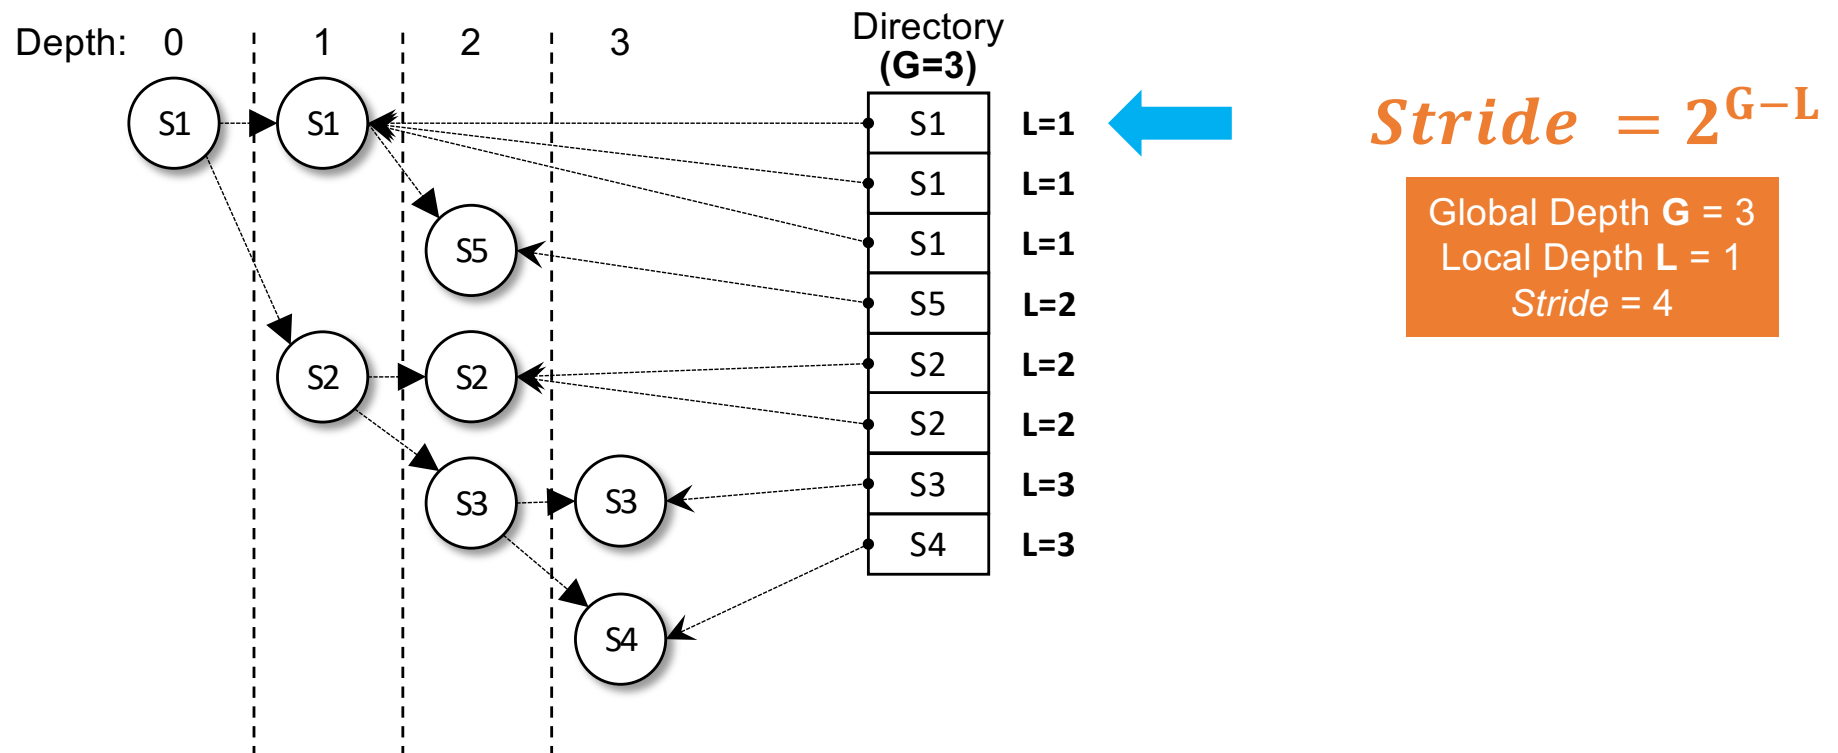 Depth: 0 1 2 3
Directory
(G=3)
S1 S1
S5
S2 S2
S3 S3
S4
S1 L=1
S1 L=1
S1 L=1
S5 L=2
S2 L=2
S2 L=2
S3 L=3
S4 L=3
Stride = 2^{G−L}
Global Depth G = 3
Local Depth L = 1
Stride = 4